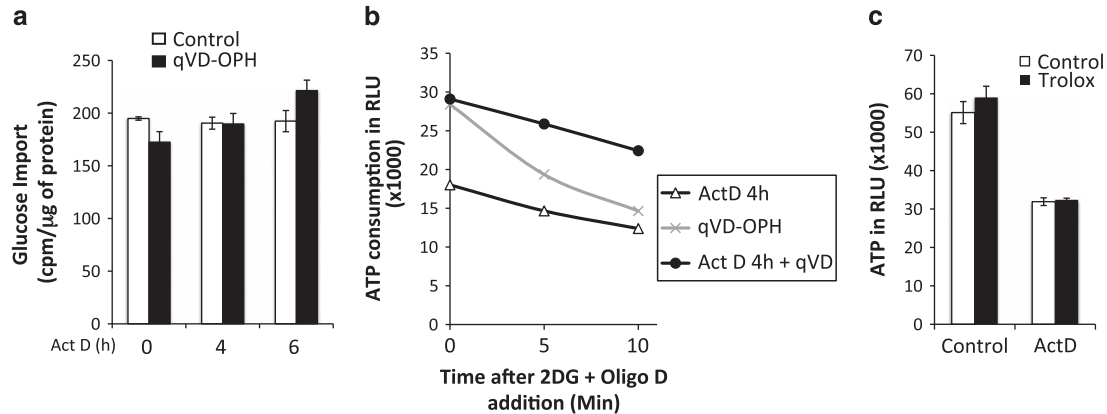 a
Control
qVD-OPH
Glucose Import
(cpm/µg of protein)
250
200
150
200
50
0
Act D (h)
0 4 6
b
ATP consumption in RLU
(x1000)
35
30
25
20
15
10
5
0
0 5 10
Time after 2DG + Oligo D
addition (Min)
ActD 4h
qVD-OPH
Act D 4h + qVD
c
Control
Trolox
ATP in RLU (x1000)
70
60
50
40
30
20
10
0
Control ActD